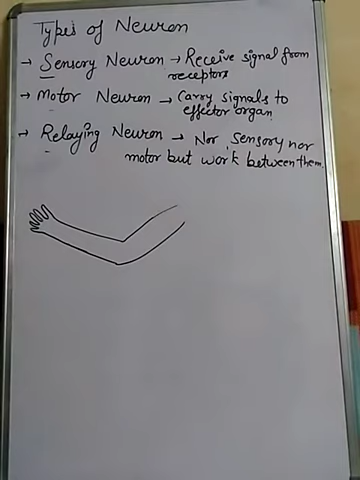 Types of Neuron
→ Sensory Neuron → Receive signal from
receptors
→ Motor Neuron → Carry signals to
effector organ
→ Relaying Neuron → Nor sensory nor
motor but work between them.